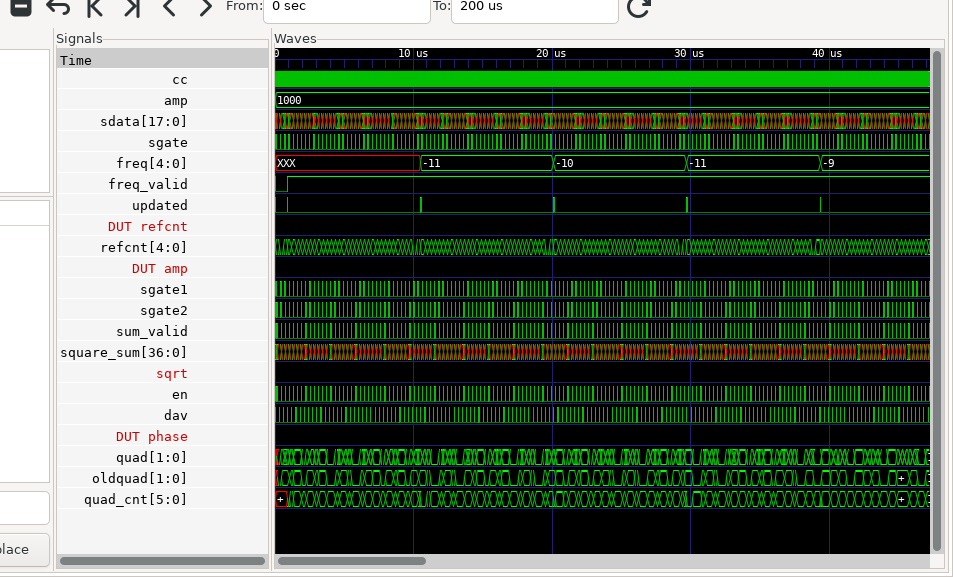 From: 0 sec To: 200 us
Signals
Waves
Time
0 10 us 20 us 30 us 40 us
cc
amp 1000
sdata[17:0]
sgate
freq[4:0] XXX -11 -10 -11 -9
freq_valid
updated
DUT refcnt
refcnt[4:0]
DUT amp
sgate1
sgate2
sum_valid
square_sum[36:0]
sqrt
en
dav
DUT phase
quad[1:0]
oldquad[1:0] +
quad_cnt[5:0] + +
lace